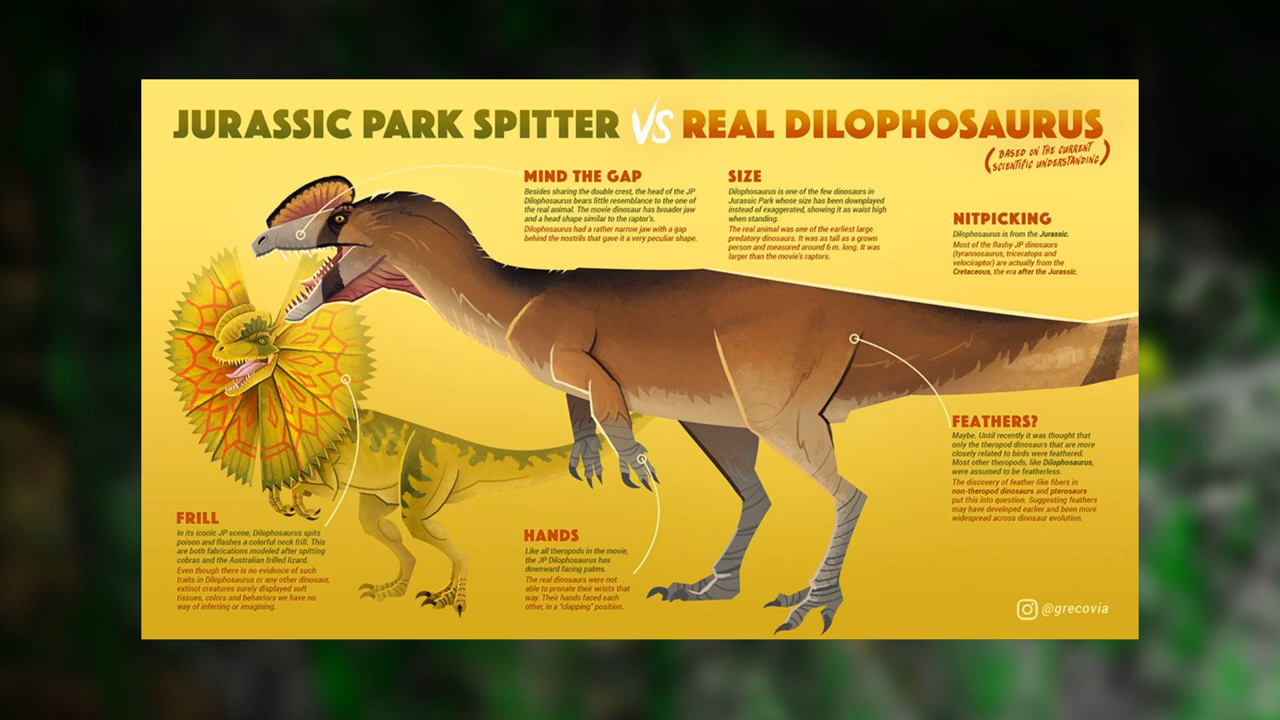 JURASSIC PARK SPITTER VS REAL DILOPHOSAURUS
(BASED ON THE CURRENT
SCIENTIFIC UNDERSTANDING)
MIND THE GAP
Besides sharing the double crest, the head of the JP
Dilophosaurus bears little resemblance to the one of
the real animal. The movie dinosaur has broader jaw
and a head shape similar to the raptor's.
Dilophosaurus had a rather narrow jaw with a gap
behind the nostrils that gave it a very peculiar shape.
SIZE
Dilophosaurus is one of the few dinosaurs in
Jurassic Park whose size has been downplayed
instead of exaggerated, showing it as waist high
when standing.
The real animal was one of the earliest large
predatory dinosaurs. It was as tall as a grown
person and measured around 6 m. long. It was
larger than the movie's raptors.
NITPICKING
Dilophosaurus is from the Jurassic.
Most of the flashy JP dinosaurs
(tyrannosaurus, triceratops and
velociraptor) are actually from the
Cretaceous, the era after the Jurassic.
FEATHERS?
Maybe. Until recently it was thought that
only the theropod dinosaurs that are more
closely related to birds were feathered.
Most other theropods, like Dilophosaurus,
were assumed to be featherless.
The discovery of feather-like fibers in
non-theropod dinosaurs and pterosaurs
put this into question. Suggesting feathers
may have developed earlier and been more
widespread across dinosaur evolution.
FRILL
In its iconic JP scene, Dilophosaurus spits
poison and flashes a colorful neck frill. This
are both fabrications modeled after spitting
cobras and the Australian frilled lizard.
Even though there is no evidence of such
traits in Dilophosaurus or any other dinosaur,
extinct creatures surely displayed soft
tissues, colors and behaviors we have no
way of inferring or imagining.
HANDS
Like all theropods in the movie,
the JP Dilophosaurus has
downward facing palms.
The real dinosaurs were not
able to pronate their wrists that
way. Their hands faced each
other, in a "clapping" position.
@grecovia